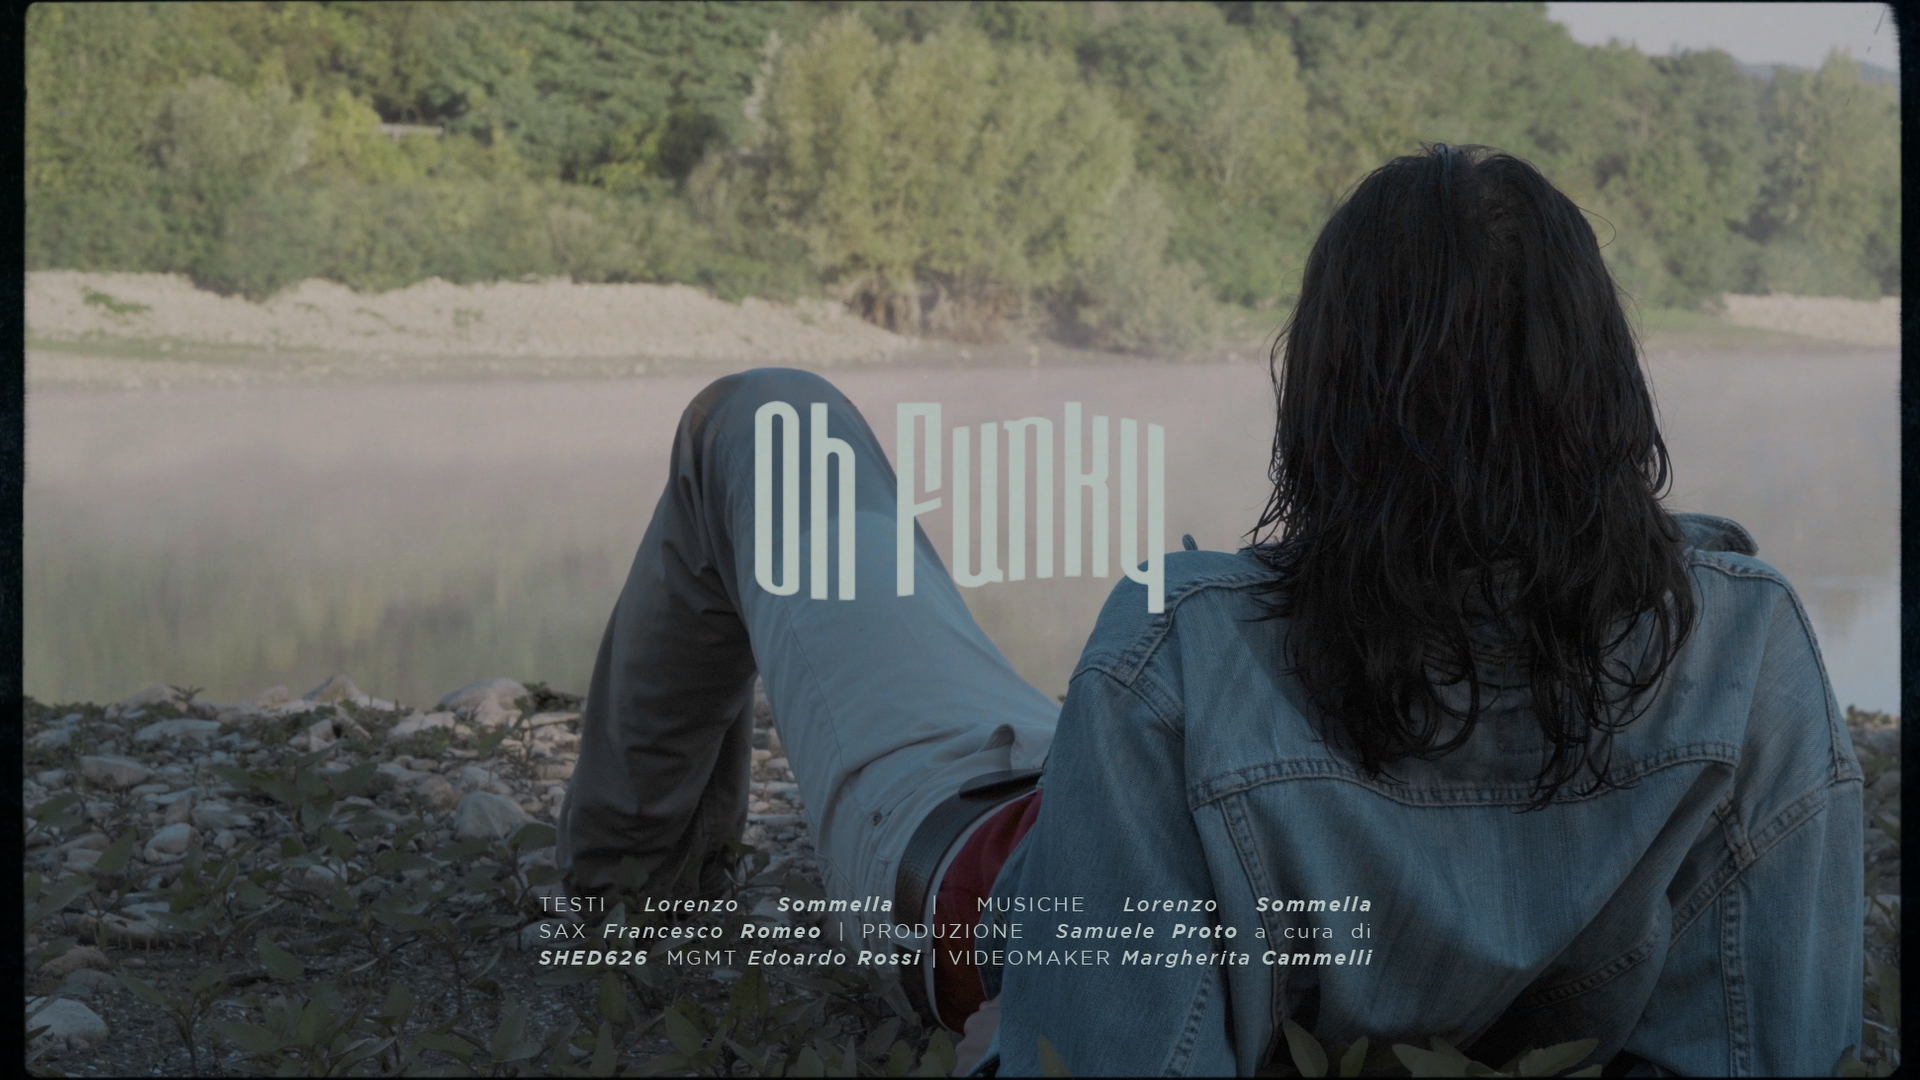 Oh Funky
TESTI Lorenzo Sommella | MUSICHE Lorenzo Sommella
SAX Francesco Romeo | PRODUZIONE Samuele Proto a cura di
SHED626 MGMT Edoardo Rossi | VIDEOMAKER Margherita Cammelli